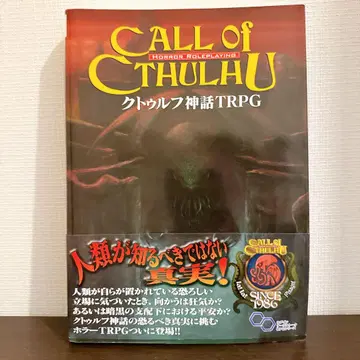 CALL of
HORROR ROLEPLAYING
CTHULHU
クトゥルフ神話TRPG
人類が知るべきではない
真実!
CALL of
CTHULHU
SINCE
1986
人類が自らが置かれている恐ろしい
立場に気づいたとき、向かうは狂気か?
あるいは暗黒の支配下における平安か?
クトゥルフ神話の恐るべき真実に挑む
ホラーTRPGついに登場!!